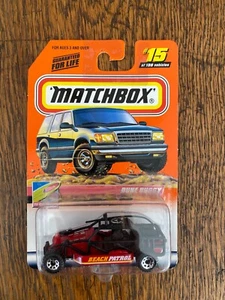 FOR AGES 3 AND OVER
GUARANTEED
FOR LIFE
#15
of 100 vehicles
MATCHBOX
DUNE BUGGY
BEACH PATROL